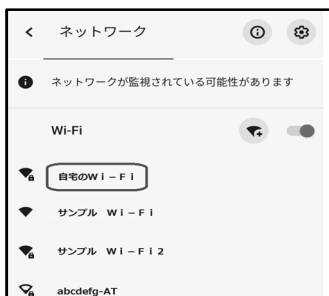 ネットワーク
ネットワークが監視されている可能性があります
Wi-Fi
自宅のＷｉ－Ｆｉ
サンプル　Ｗｉ－Ｆｉ
サンプル　Ｗｉ－Ｆｉ２
abcdefg-AT